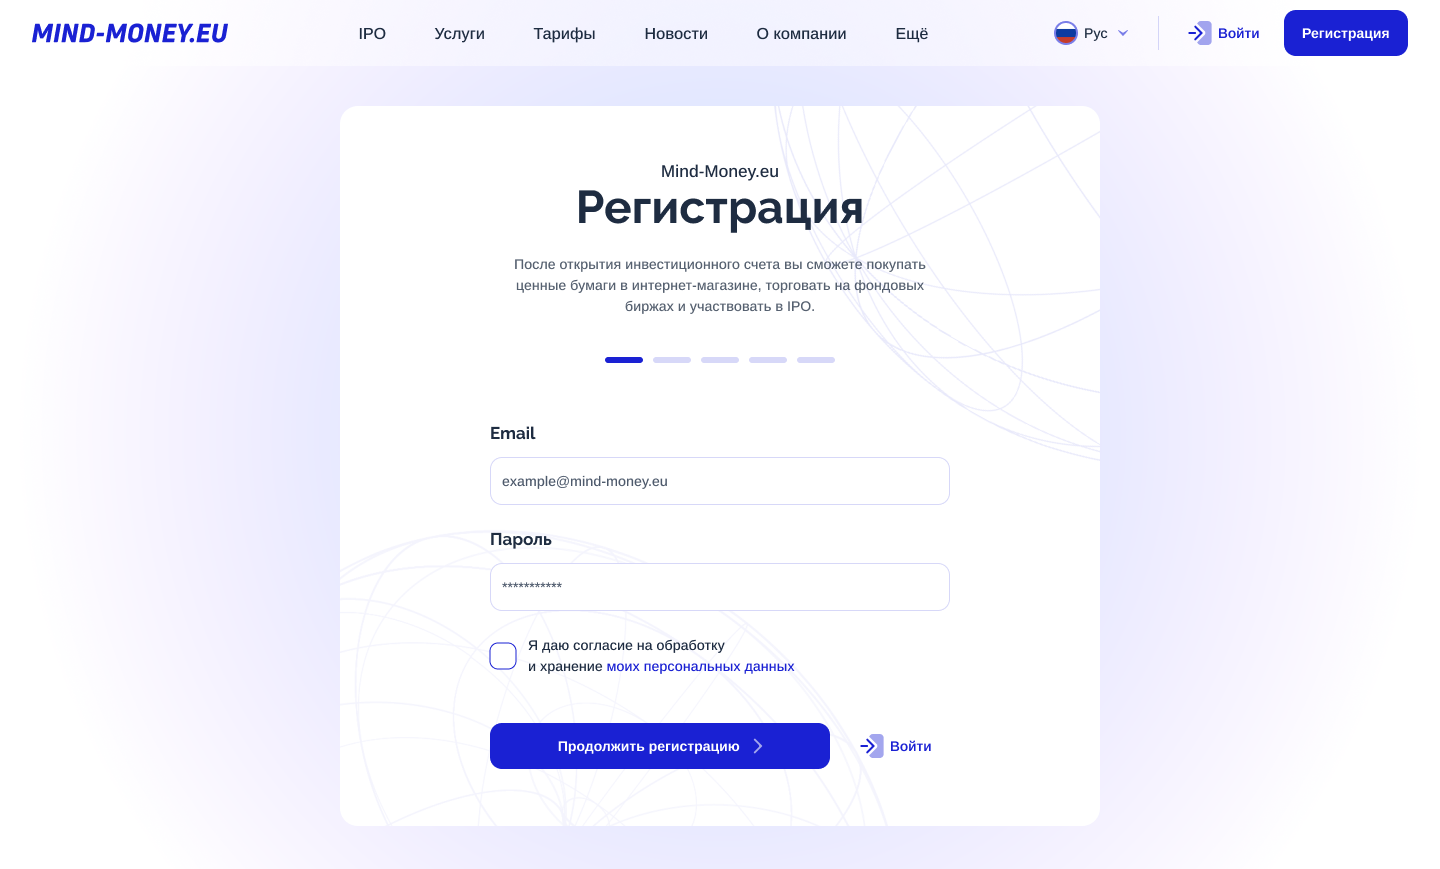 MIND-MONEY.EU
IPO
Услуги
Тарифы
Новости
О компании
Ещё
Рус
Войти
Регистрация
Mind-Money.eu
Регистрация
После открытия инвестиционного счета вы сможете покупать
ценные бумаги в интернет-магазине, торговать на фондовых
биржах и участвовать в IPO.
Email
example@mind-money.eu
Пароль
***********
Я даю согласие на обработку
и хранение моих персональных данных
Продолжить регистрацию
Войти